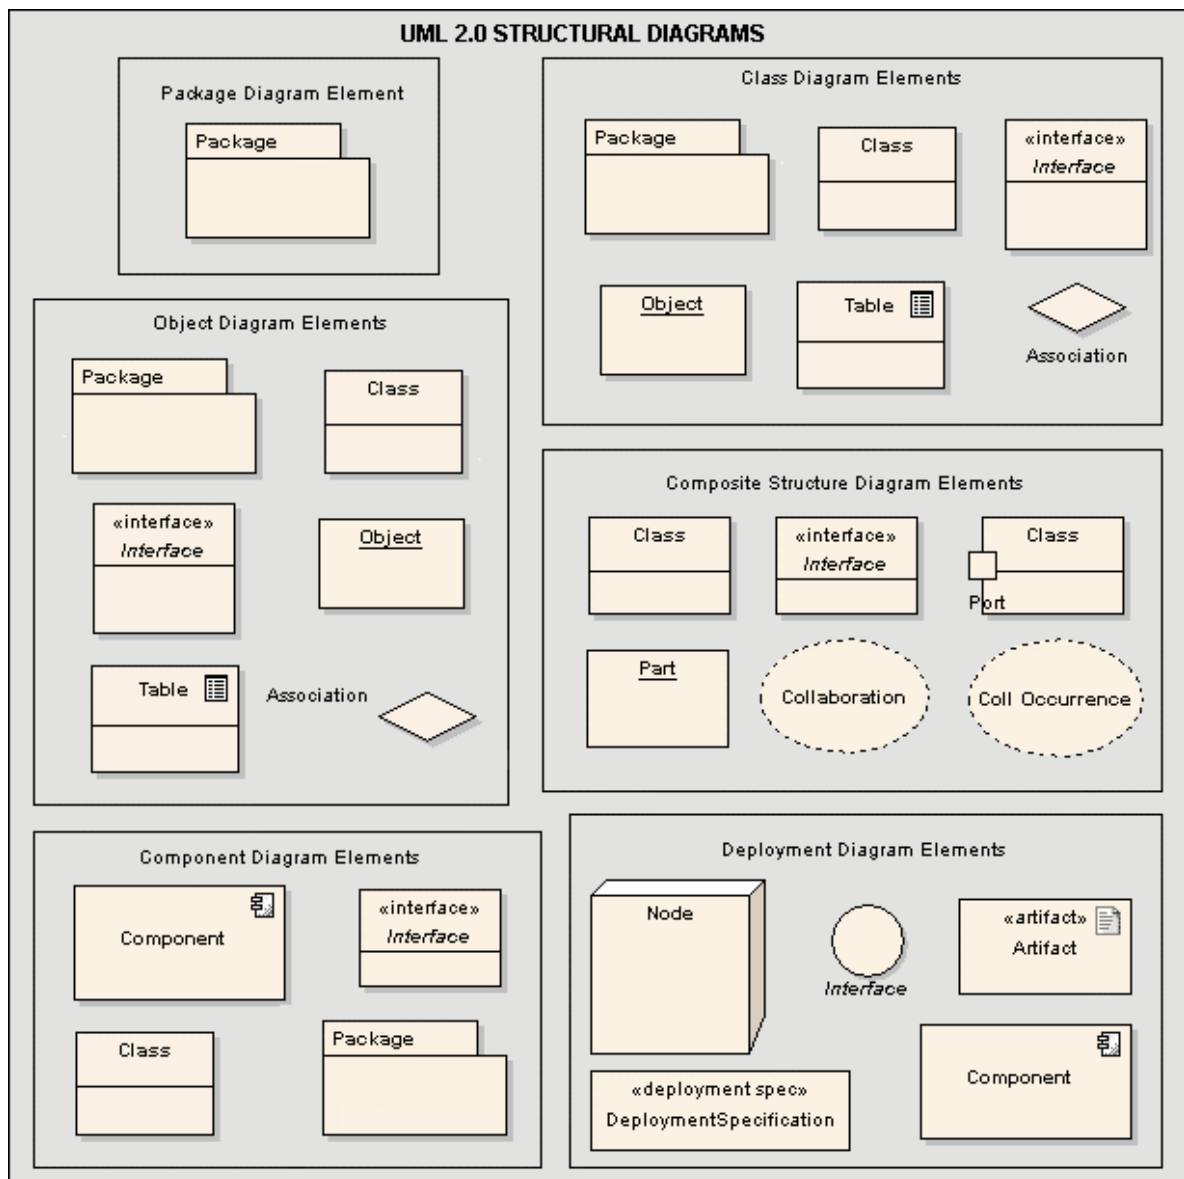 UML 2.0 STRUCTURAL DIAGRAMS
Package Diagram Element
Package
Class Diagram Elements
Package
Class
«interface»
Interface
Object
Table
Association
Object Diagram Elements
Package
Class
«interface»
Interface
Object
Table
Association
Composite Structure Diagram Elements
Class
«interface»
Interface
Class
Port
Part
Collaboration
Coll Occurrence
Component Diagram Elements
Component
«interface»
Interface
Class
Package
Deployment Diagram Elements
Node
Interface
«artifact»
Artifact
«deployment spec»
DeploymentSpecification
Component